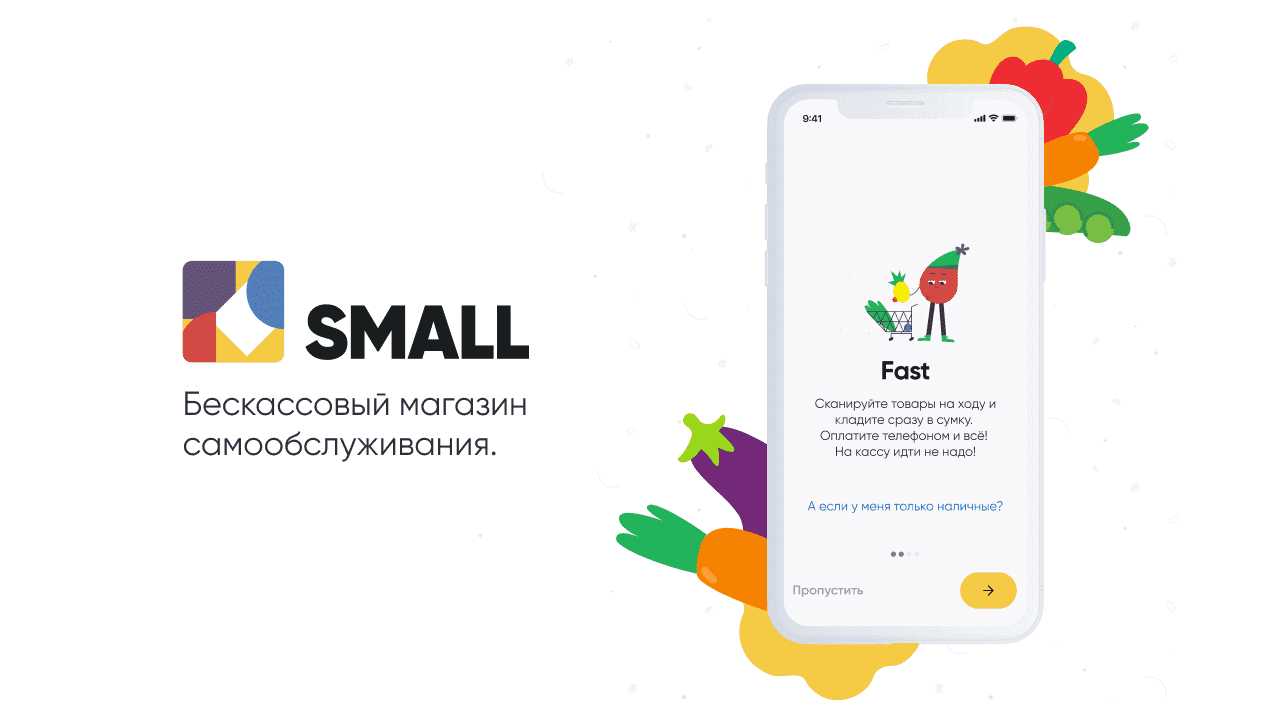 SMALL
Бескассовый магазин
самообслуживания.
9:41
Fast
Сканируйте товары на ходу и
кладите сразу в сумку.
Оплатите телефоном и всё!
На кассу идти не надо!
А если у меня только наличные?
Пропустить